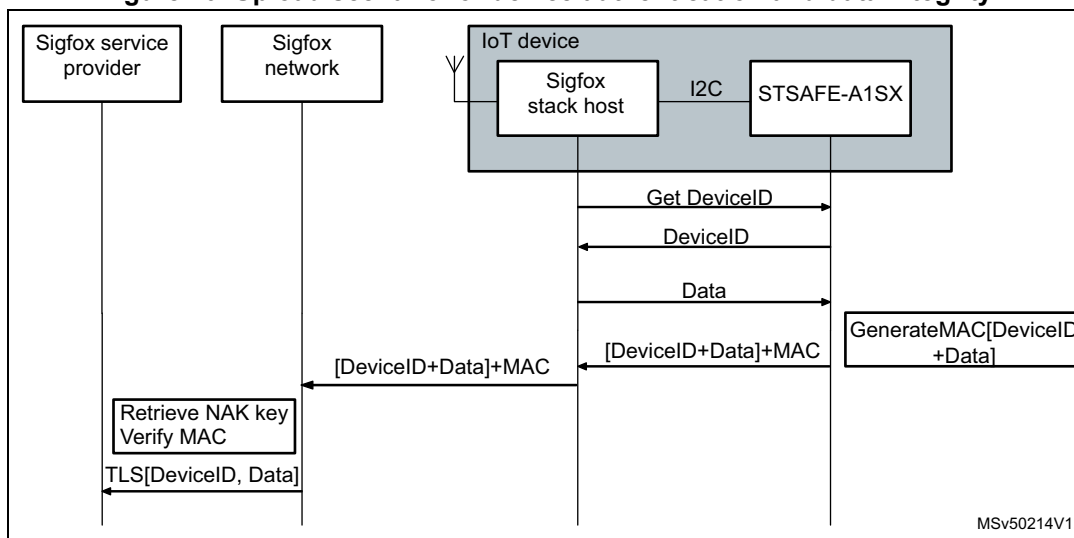 Sigfox service
provider
Sigfox
network
IoT device
Sigfox
stack host
I2C
STSAFE-A1SX
Get DeviceID
DeviceID
Data
GenerateMAC[DeviceID
+Data]
[DeviceID+Data]+MAC
[DeviceID+Data]+MAC
Retrieve NAK key
Verify MAC
TLS[DeviceID, Data]
MSv50214V1